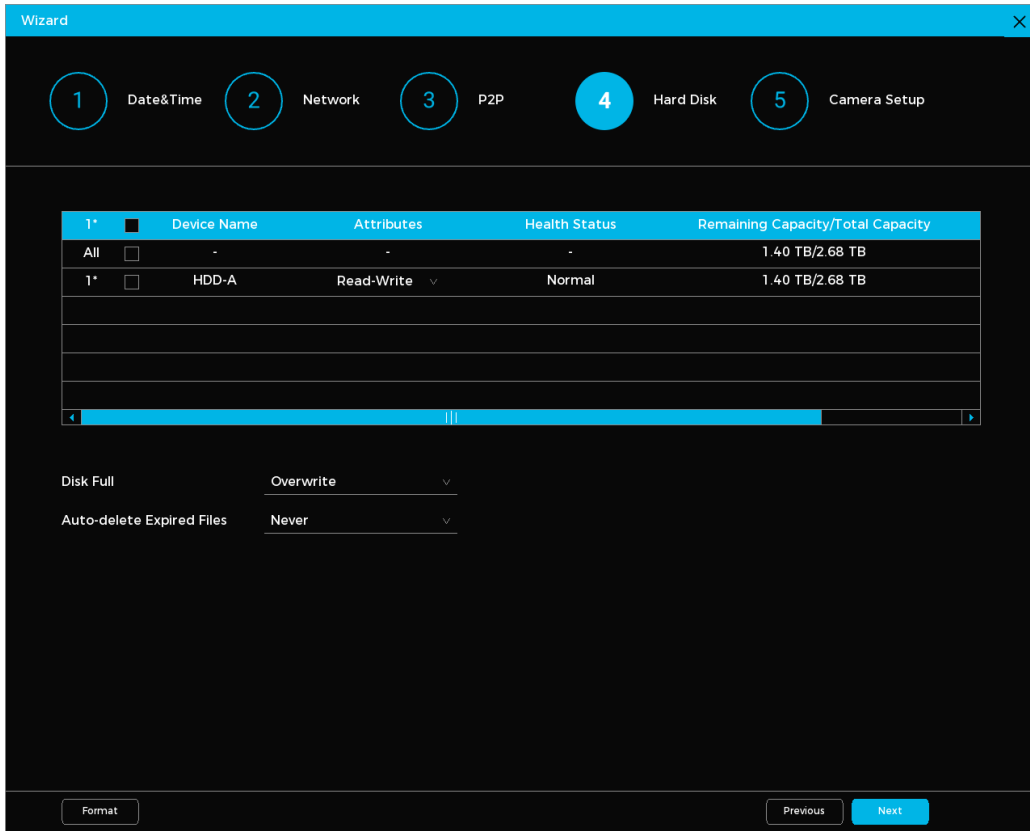 Wizard
1 Date&Time 2 Network 3 P2P 4 Hard Disk 5 Camera Setup
1* Device Name Attributes Health Status Remaining Capacity/Total Capacity
All - - - 1.40 TB/2.68 TB
1* HDD-A Read-Write Normal 1.40 TB/2.68 TB
Disk Full Overwrite
Auto-delete Expired Files Never
Format Previous Next